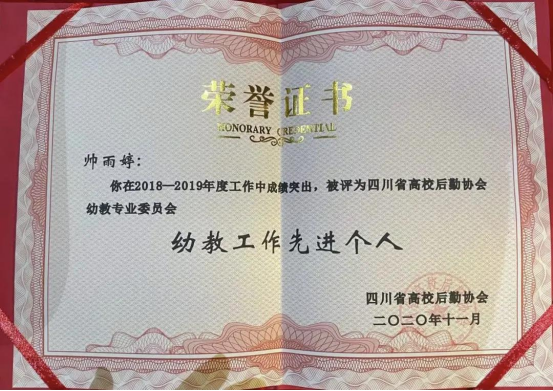 荣誉证书
HONORARY CREDENTIAL
帅雨婷:
你在2018—2019年度工作中成绩突出，被评为四川省高校后勤协会
幼教专业委员会
幼教工作先进个人
四川省高校后勤协会
二〇二〇年十一月